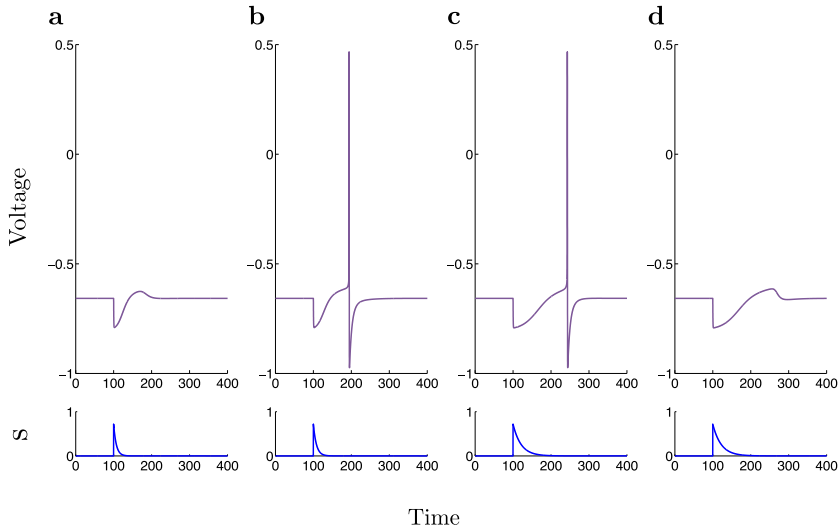 a b c d
Voltage
0.5 0.5 0.5 0.5
0 0 0 0
−0.5 −0.5 −0.5 −0.5
−1 −1 −1 −1
0 100 200 300 400 0 100 200 300 400 0 100 200 300 400 0 100 200 300 400
s
1 1 1 1
0 0 0 0
0 100 200 300 400 0 100 200 300 400 0 100 200 300 400 0 100 200 300 400
Time